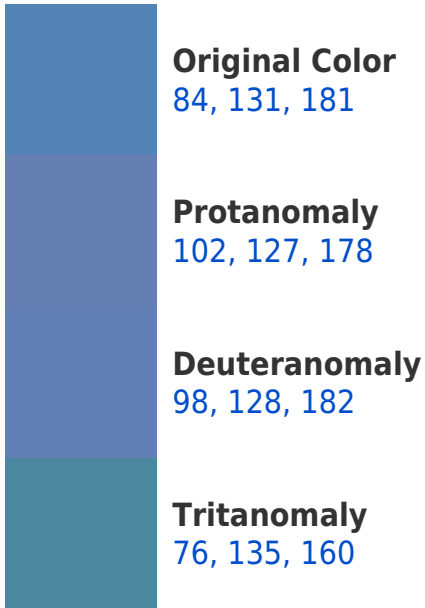 Original Color
84, 131, 181
Protanomaly
102, 127, 178
Deuteranomaly
98, 128, 182
Tritanomaly
76, 135, 160